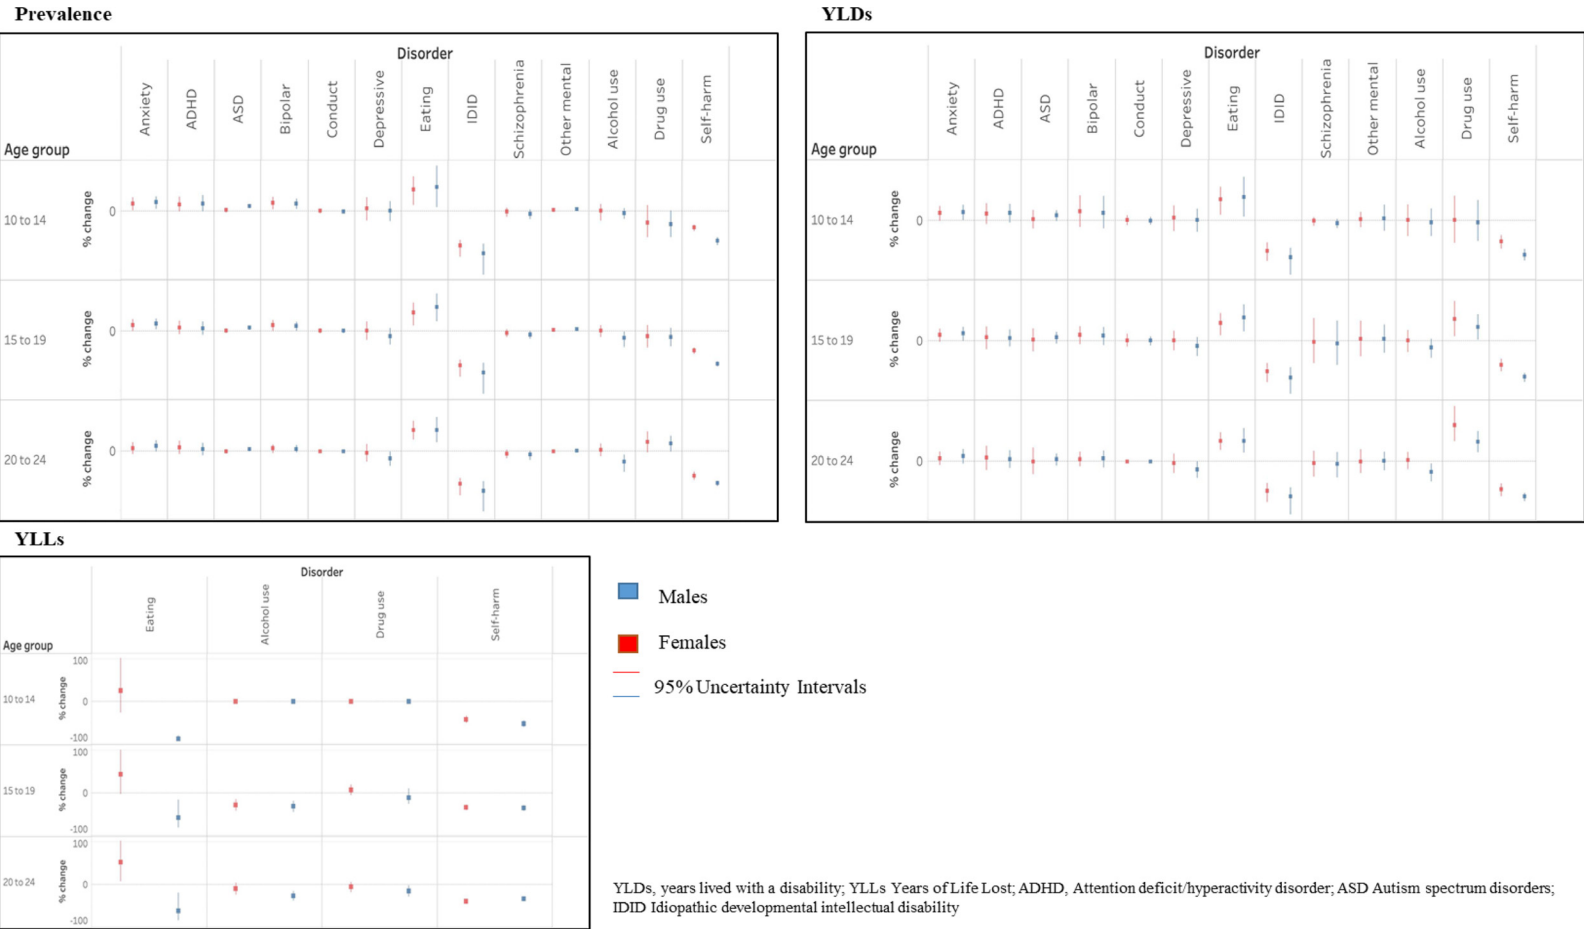 Prevalence
Disorder
Anxiety
ADHD
ASD
Bipolar
Conduct
Depressive
Eating
IDID
Schizophrenia
Other mental
Alcohol use
Drug use
Self-harm
Age group
10 to 14
% change
0
15 to 19
% change
0
20 to 24
% change
0
YLDs
Disorder
Anxiety
ADHD
ASD
Bipolar
Conduct
Depressive
Eating
IDID
Schizophrenia
Other mental
Alcohol use
Drug use
Self-harm
Age group
10 to 14
% change
0
15 to 19
% change
0
20 to 24
% change
0
YLLs
Disorder
Eating
Alcohol use
Drug use
Self-harm
Age group
10 to 14
% change
100
0
-100
15 to 19
% change
100
0
-100
20 to 24
% change
100
0
-100
Males
Females
95% Uncertainty Intervals
YLDs, years lived with a disability; YLLs Years of Life Lost; ADHD, Attention deficit/hyperactivity disorder; ASD Autism spectrum disorders;
IDID Idiopathic developmental intellectual disability